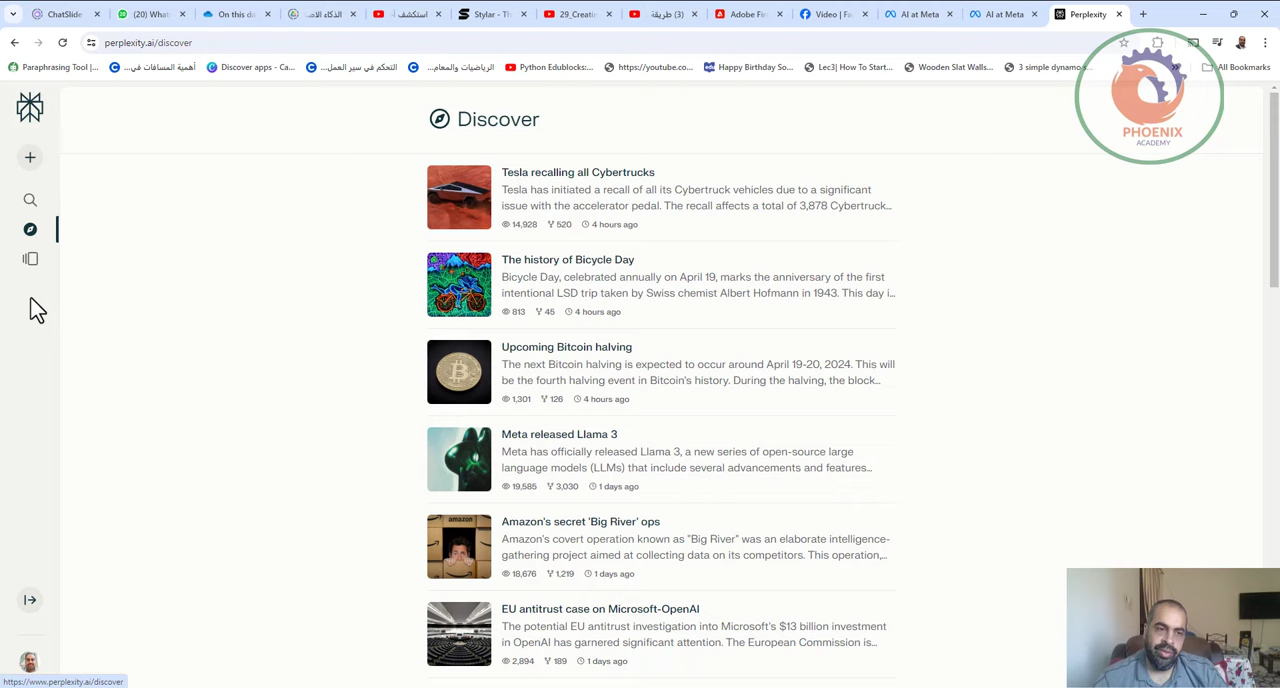 ChatGSlide
(2) (Whats
On this da
الذكاء الاصـ
استكشف
Stylar - The
29_Creatin
(3) طريقة
Adobe Fire
Video | Fa
AI at Meta
AI at Meta
Perplexity
perplexity.ai/discover
Paraphrasing Tool |...
أهمية المسافات في...
Discover apps - Ca...
التحكم في سير العمل...
الرياضيات والمعام...
Python Edublocks:...
https://youtube.co...
Happy Birthday So...
Lec3| How To Start...
Wooden Slat Walls...
3 simple dynamo s...
All Bookmarks
PHOENIX
ACADEMY
Discover
Tesla recalling all Cybertrucks
Tesla has initiated a recall of all its Cybertruck vehicles due to a significant
issue with the accelerator pedal. The recall affects a total of 3,878 Cybertruck...
14,928 520 4 hours ago
The history of Bicycle Day
Bicycle Day, celebrated annually on April 19, marks the anniversary of the first
intentional LSD trip taken by Swiss chemist Albert Hofmann in 1943. This day i...
813 45 4 hours ago
Upcoming Bitcoin halving
The next Bitcoin halving is expected to occur around April 19-20, 2024. This will
be the fourth halving event in Bitcoin's history. During the halving, the block...
1,301 126 4 hours ago
Meta released Llama 3
Meta has officially released Llama 3, a new series of open-source large
language models (LLMs) that include several advancements and features...
19,585 3,030 1 days ago
amazon
Amazon's secret 'Big River' ops
Amazon's covert operation known as "Big River" was an elaborate intelligence-
gathering project aimed at collecting data on its competitors. This operation,...
18,676 1,219 1 days ago
EU antitrust case on Microsoft-OpenAI
The potential EU antitrust investigation into Microsoft's $13 billion investment
in OpenAI has garnered significant attention. The European Commission is...
2,894 189 1 days ago
https://www.perplexity.ai/discover